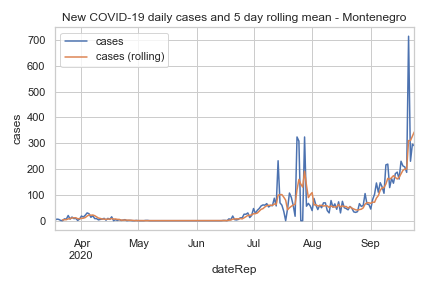 New COVID-19 daily cases and 5 day rolling mean - Montenegro
cases
cases (rolling)
700
600
500
400
300
200
100
0
cases
Apr
2020
May
Jun
Jul
Aug
Sep
dateRep